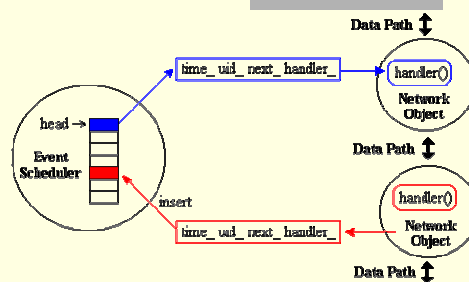 Data Path
time_ uid_ next_ handler_
handler()
Network
Object
head
Event
Scheduler
Data Path
insert
handler()
time_ uid_ next_ handler_
Network
Object
Data Path